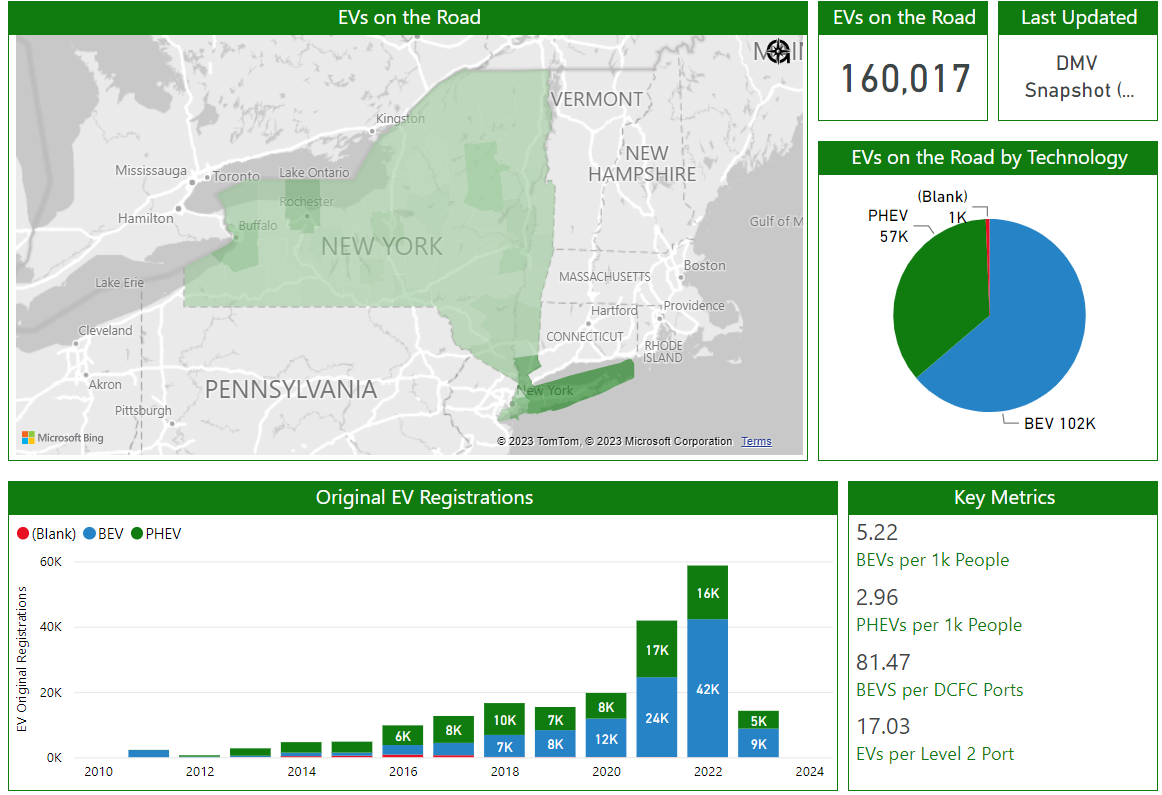 EVs on the Road
VERMONT
Kingston
NEW
HAMPSHIRE
Mississauga
Toronto
Lake Ontario
Rochester
Hamilton
Buffalo
NEW YORK
Gulf of M
Lake Erie
MASSACHUSETTS
Boston
Hartford
Providence
Cleveland
CONNECTICUT
RHODE
ISLAND
Akron
PENNSYLVANIA
New York
Pittsburgh
Microsoft Bing
© 2023 TomTom, © 2023 Microsoft Corporation
Terms
EVs on the Road
160,017
Last Updated
DMV
Snapshot (...
EVs on the Road by Technology
(Blank)
1K
PHEV
57K
BEV 102K
Original EV Registrations
(Blank) BEV PHEV
EV Original Registrations
60K
40K
20K
0K
6K
8K
10K
7K
7K
8K
8K
12K
17K
24K
16K
42K
5K
9K
2010 2012 2014 2016 2018 2020 2022 2024
Key Metrics
5.22
BEVs per 1k People
2.96
PHEVs per 1k People
81.47
BEVS per DCFC Ports
17.03
EVs per Level 2 Port